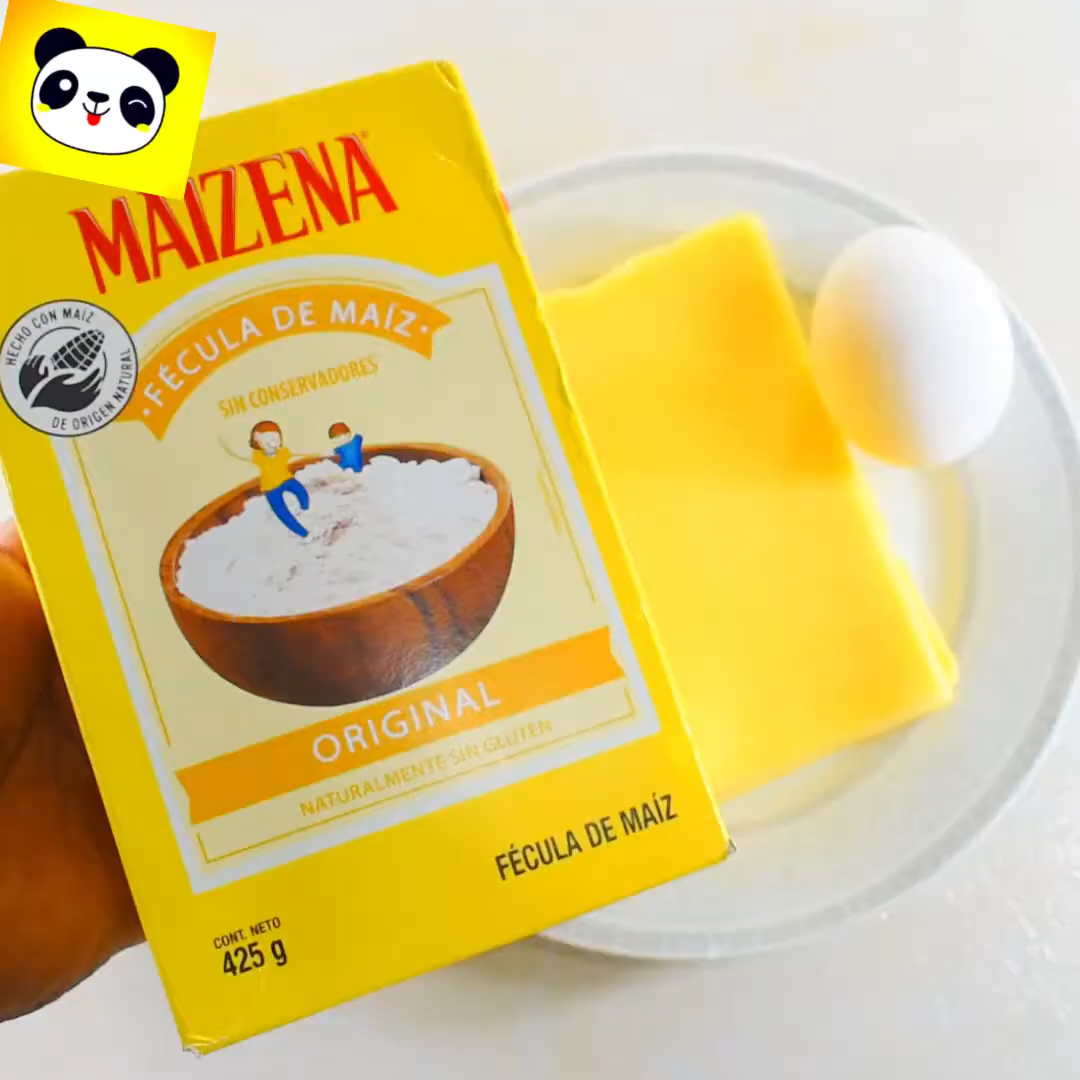 MAIZENA
HECHO CON MAÍZ
DE ORIGEN NATURAL
·FÉCULA DE MAÍZ·
SIN CONSERVADORES
ORIGINAL
NATURALMENTE SIN GLUTEN
FÉCULA DE MAÍZ
CONT. NETO
425 g